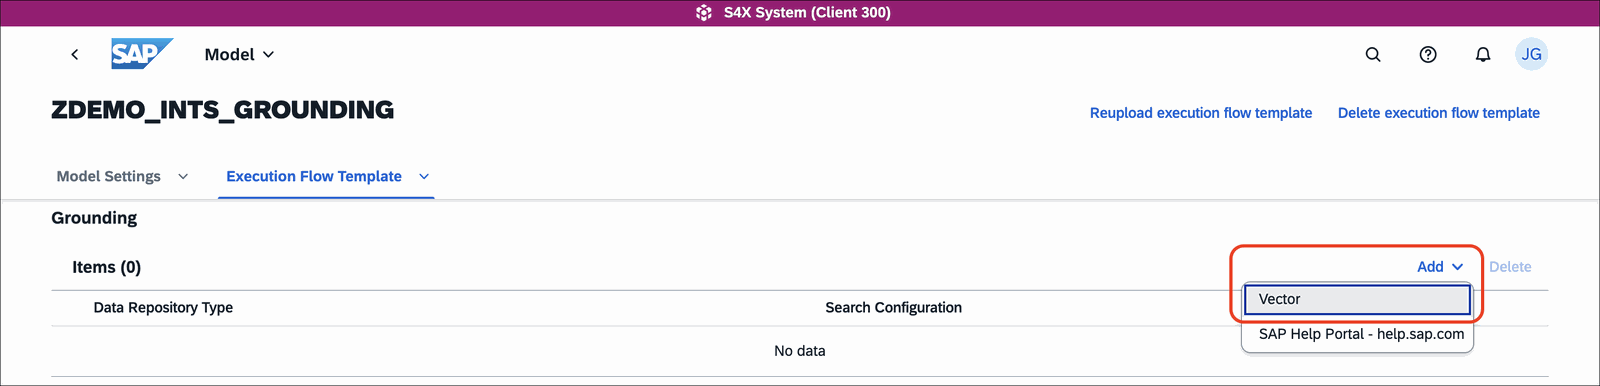 S4X System (Client 300)
SAP Model JG
ZDEMO_INTS_GROUNDING
Reupload execution flow template Delete execution flow template
Model Settings Execution Flow Template
Grounding
Items (0) Add Delete
Data Repository Type Search Configuration
Vector
SAP Help Portal - help.sap.com
No data